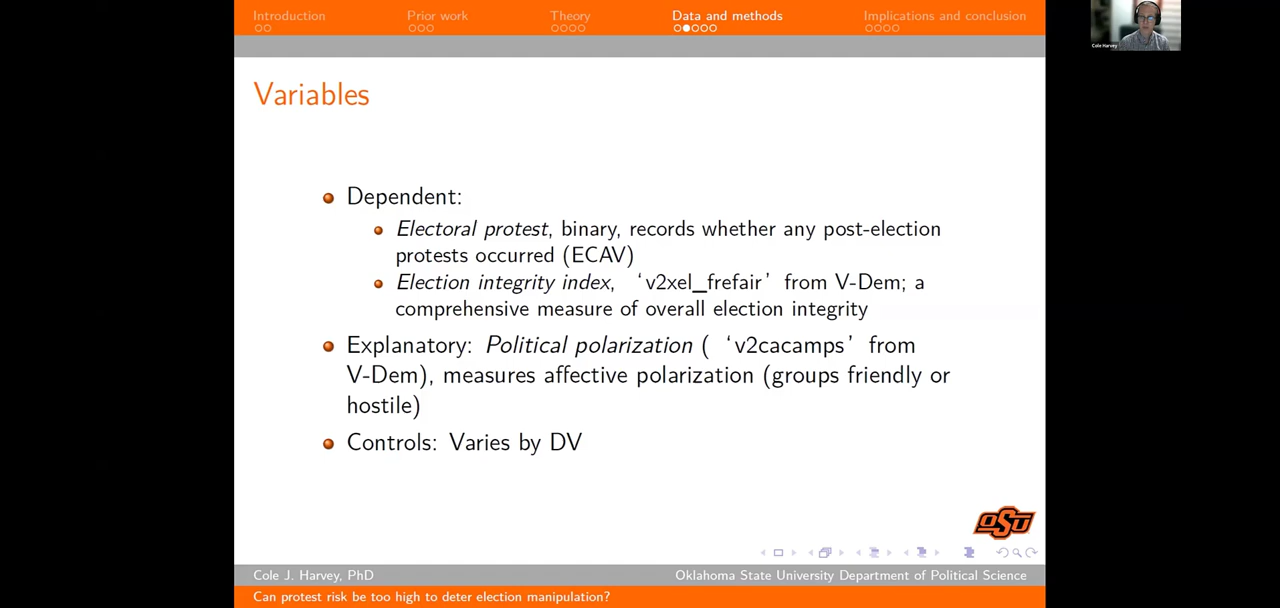 Introduction
Prior work
Theory
Data and methods
Implications and conclusion
Cole Harvey
Variables
Dependent:
Electoral protest, binary, records whether any post-election
protests occurred (ECAV)
Election integrity index, ‘v2xel_frefair’ from V-Dem; a
comprehensive measure of overall election integrity
Explanatory: Political polarization ( ‘v2cacamps’ from
V-Dem), measures affective polarization (groups friendly or
hostile)
Controls: Varies by DV
OSU
Cole J. Harvey, PhD
Oklahoma State University Department of Political Science
Can protest risk be too high to deter election manipulation?